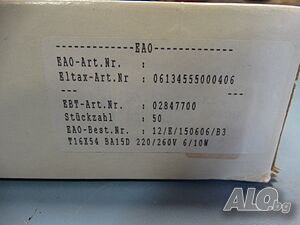 ------------EAO------------
EAO-Art.Nr. :
Eltax-Art.Nr : 06134555000406
--- ---
EBT-Art.Nr. : 02847700
Stückzahl : 50
EAO-Best.Nr. : 12/E/150606/B3
T16X54 BA15D 220/260V 6/10W
ALO.bg